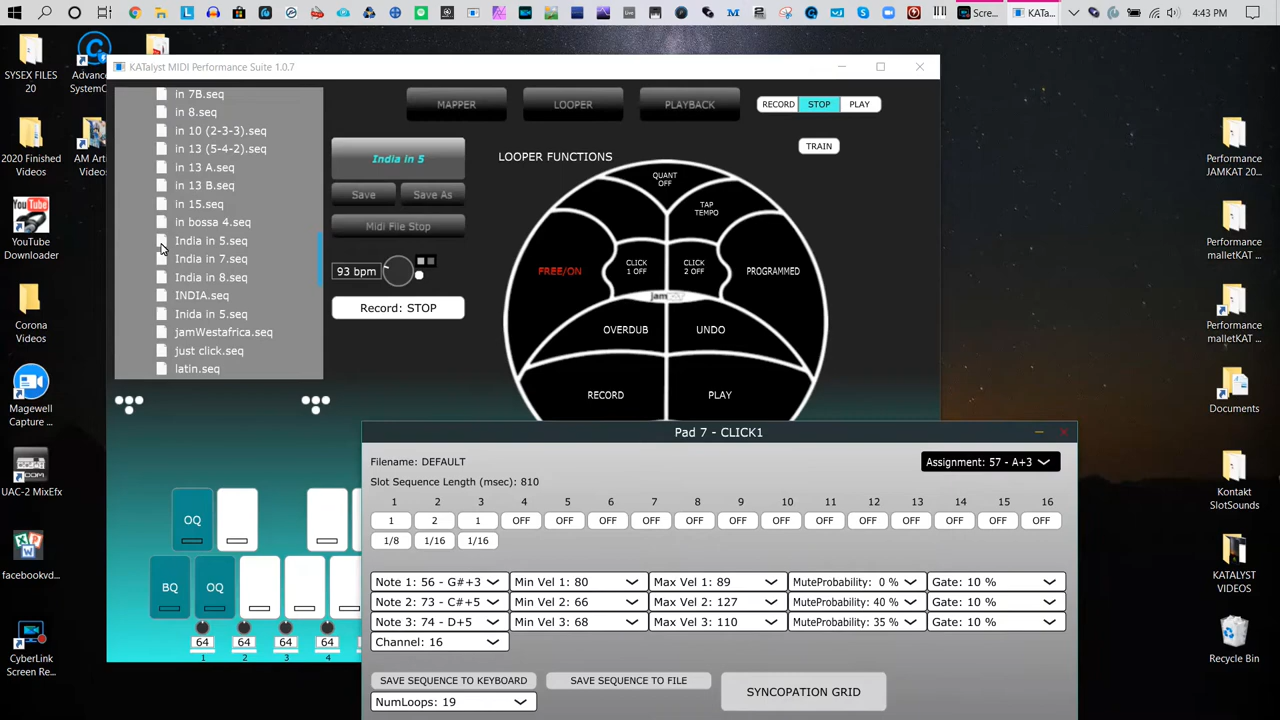 Scre...
KATa...
4:43 PM
SYSEX FILES
20
Advance
SystemC
2020 Finished
Videos
AM Arti
YouTube
Downloader
Corona
Videos
Magewell
Capture ...
UAC-2 MixEfx
facebookvd...
CyberLink
Screen Re...
KATalyst MIDI Performance Suite 1.0.7
in 7B.seq
in 8.seq
in 10 (2-3-3).seq
in 13 (5-4-2).seq
in 13 A.seq
in 13 B.seq
in 15.seq
in bossa 4.seq
India in 5.seq
India in 7.seq
India in 8.seq
INDIA.seq
Inida in 5.seq
jamWestafrica.seq
just click.seq
latin.seq
MAPPER
LOOPER
PLAYBACK
RECORD STOP PLAY
TRAIN
India in 5
Save Save As
Midi File Stop
93 bpm
Record: STOP
LOOPER FUNCTIONS
QUANT
OFF
TAP
TEMPO
FREE/ON
CLICK
1 OFF
CLICK
2 OFF
PROGRAMMED
jam
OVERDUB
UNDO
RECORD
PLAY
OQ
BQ OQ
64 64 64 64
1 2 3 4
Pad 7 - CLICK1
Filename: DEFAULT
Assignment: 57 - A+3
Slot Sequence Length (msec): 810
1 2 3 4 5 6 7 8 9 10 11 12 13 14 15 16
1 2 1 OFF OFF OFF OFF OFF OFF OFF OFF OFF OFF OFF OFF OFF
1/8 1/16 1/16
Note 1: 56 - G#+3 Min Vel 1: 80 Max Vel 1: 89 MuteProbability: 0 % Gate: 10 %
Note 2: 73 - C#+5 Min Vel 2: 66 Max Vel 2: 127 MuteProbability: 40 % Gate: 10 %
Note 3: 74 - D+5 Min Vel 3: 68 Max Vel 3: 110 MuteProbability: 35 % Gate: 10 %
Channel: 16
SAVE SEQUENCE TO KEYBOARD
SAVE SEQUENCE TO FILE
SYNCOPATION GRID
NumLoops: 19
Performance
JAMKAT 20...
Performance
malletKAT ...
Performance
malletKAT ...
Documents
Kontakt
SlotSounds
KATALYST
VIDEOS
Recycle Bin